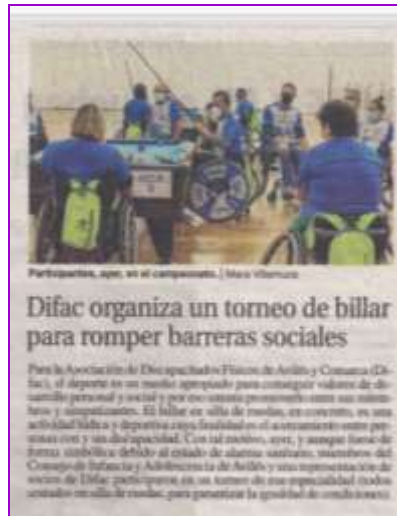 Participantes, ayer, en el campeonato. | Mara Villamuza
Difac organiza un torneo de billar
para romper barreras sociales
Para la Asociación de Discapacitados Físicos de Avilés y Comarca (Di-
fac), el deporte es un medio apropiado para conseguir valores de de-
sarrollo personal y social y por eso
bros y simpatizantes. El billar en silla de ruedas, en concreto, es una
actividad lúdica y deportiva cuya finalidad es el acercamiento entre per-
sonas con y sin discapacidad. Con tal motivo, ayer, y aunque fuese de
forma simbólica debido al estado de alarma sanitario, miembros del
Consejo de Infancia y Adolescencia de Avilés y una representación de
socios de Difac participaron en un torneo de esa especialidad (todos
sentados en silla de ruedas, para garantizar la igualdad de condiciones).